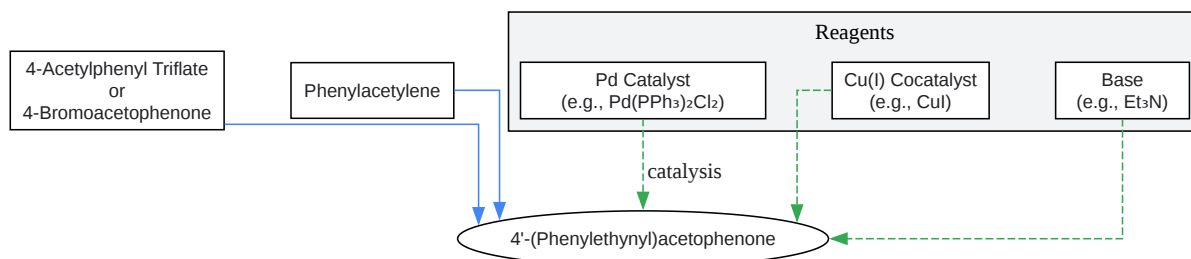 Reagents
4-Acetylphenyl Triflate
or
4-Bromoacetophenone
Phenylacetylene
Pd Catalyst
(e.g., Pd(PPh₃)₂Cl₂)
Cu(I) Cocatalyst
(e.g., CuI)
Base
(e.g., Et₃N)
catalysis
4'-(Phenylethynyl)acetophenone